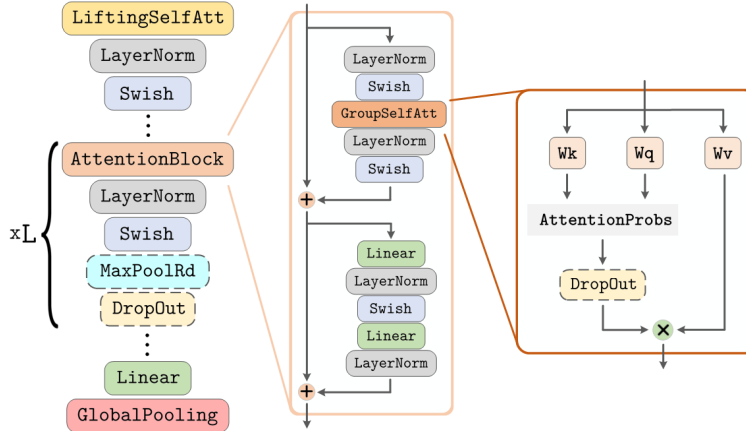 LiftingSelfAtt
LayerNorm
Swish
AttentionBlock
LayerNorm
Swish
MaxPoolRd
DropOut
xL
Linear
GlobalPooling
LayerNorm
Swish
GroupSelfAtt
LayerNorm
Swish
+
Linear
LayerNorm
Swish
Linear
LayerNorm
+
Wk Wq Wv
AttentionProbs
DropOut
×